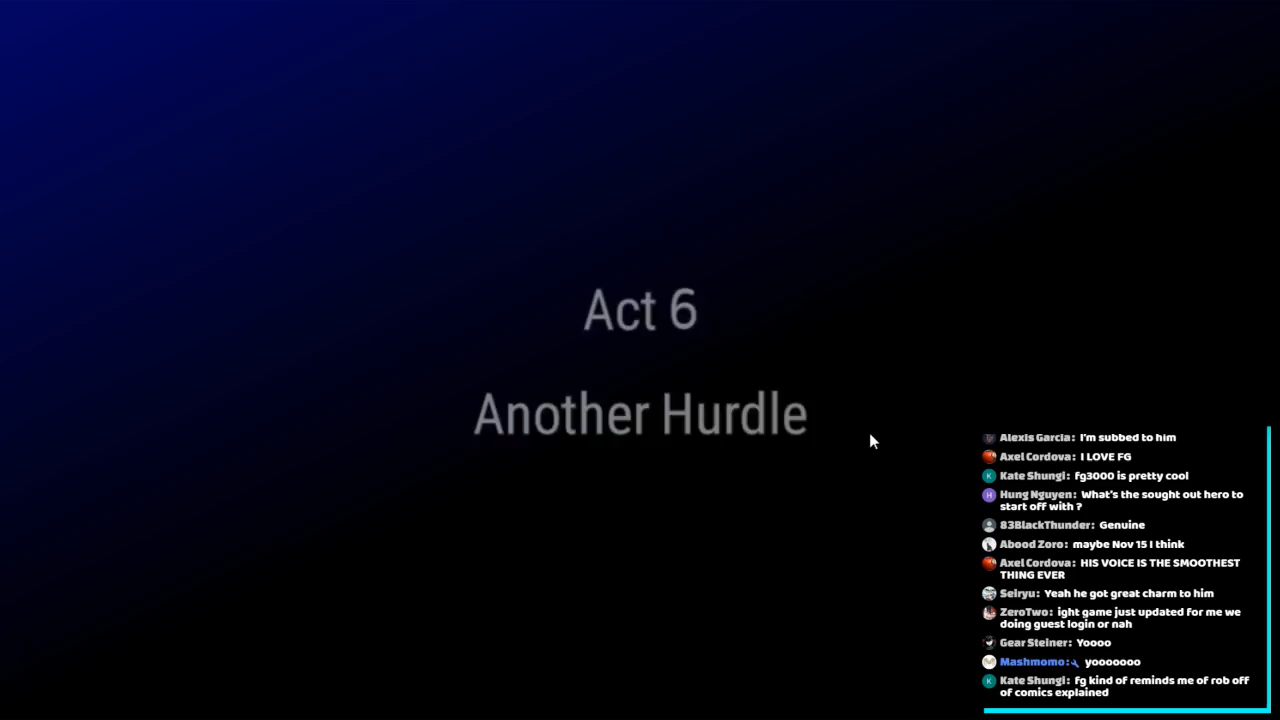 Act 6
Another Hurdle
Alexis Garcia: I'm subbed to him
Axel Cordova: I LOVE FG
Kate Shungi: fg3000 is pretty cool
Hung Nguyen: What's the sought out hero to
start off with ?
83BlackThunder: Genuine
Abood Zoro: maybe Nov 15 I think
Axel Cordova: HIS VOICE IS THE SMOOTHEST
THING EVER
Seiryu: Yeah he got great charm to him
ZeroTwo: ight game just updated for me we
doing guest login or nah
Gear Steiner: Yoooo
Mashmomo: yooooooo
Kate Shungi: fg kind of reminds me of rob off
of comics explained